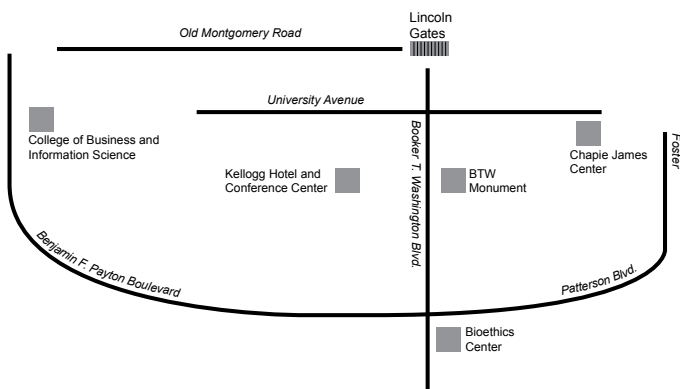 Lincoln
Gates
Old Montgomery Road
University Avenue
College of Business and
Information Science
Booker T. Washington Blvd.
Chapie James
Center
Foster
Kellogg Hotel and
Conference Center
BTW
Monument
Benjamin F. Payton Boulevard
Patterson Blvd.
Bioethics
Center